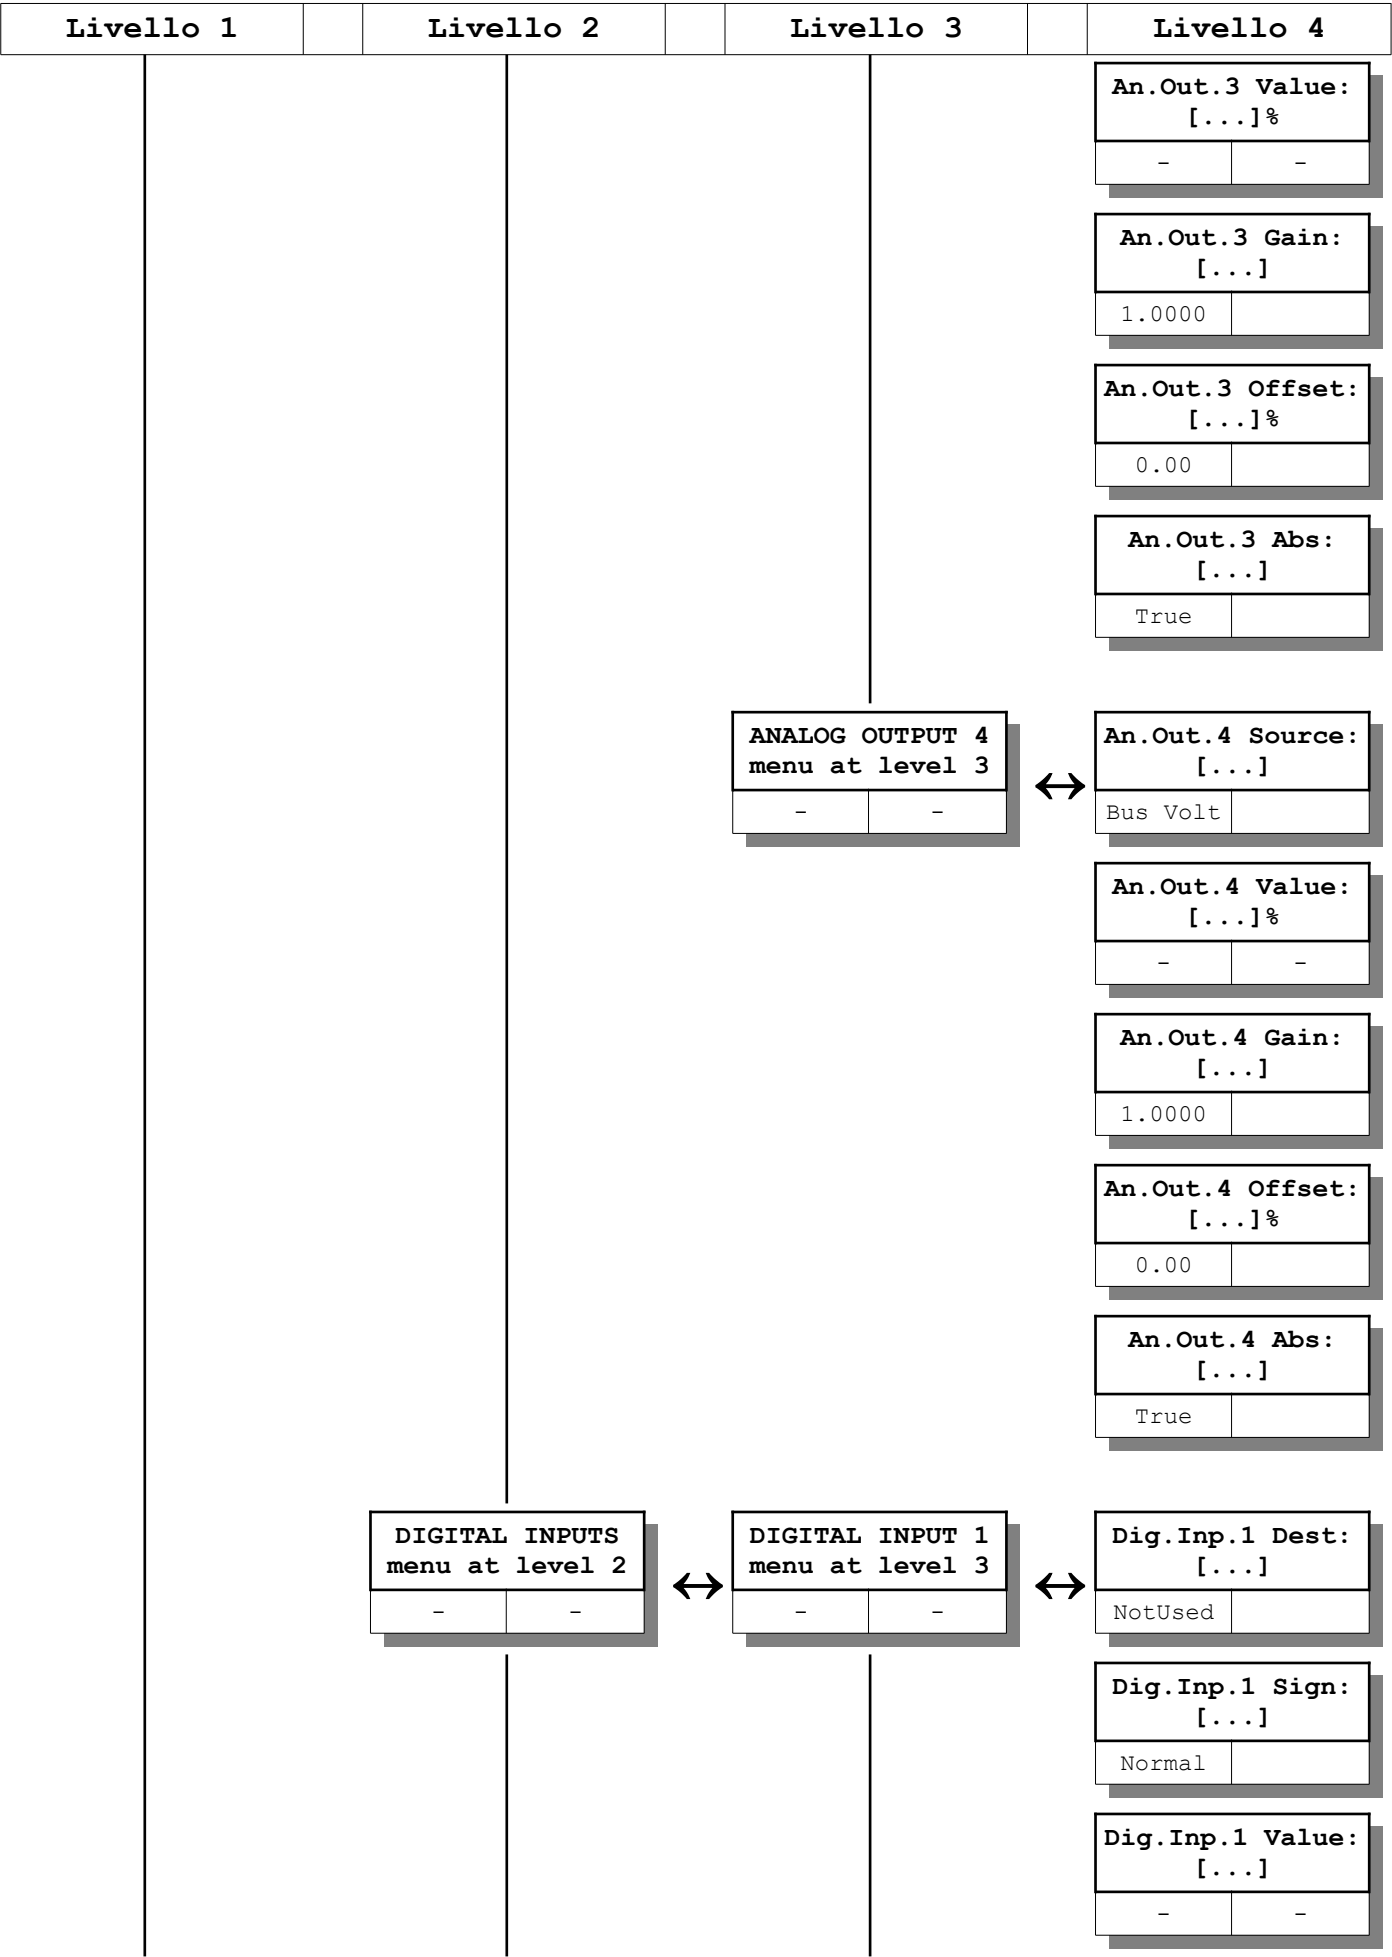 Livello 1 Livello 2 Livello 3 Livello 4
An.Out.3 Value:
[...]%
- -
An.Out.3 Gain:
[...]
1.0000
An.Out.3 Offset:
[...]%
0.00
An.Out.3 Abs:
[...]
True
ANALOG OUTPUT 4
menu at level 3
- -
An.Out.4 Source:
[...]
Bus Volt
An.Out.4 Value:
[...]%
- -
An.Out.4 Gain:
[...]
1.0000
An.Out.4 Offset:
[...]%
0.00
An.Out.4 Abs:
[...]
True
DIGITAL INPUTS
menu at level 2
- -
DIGITAL INPUT 1
menu at level 3
- -
Dig.Inp.1 Dest:
[...]
NotUsed
Dig.Inp.1 Sign:
[...]
Normal
Dig.Inp.1 Value:
[...]
- -